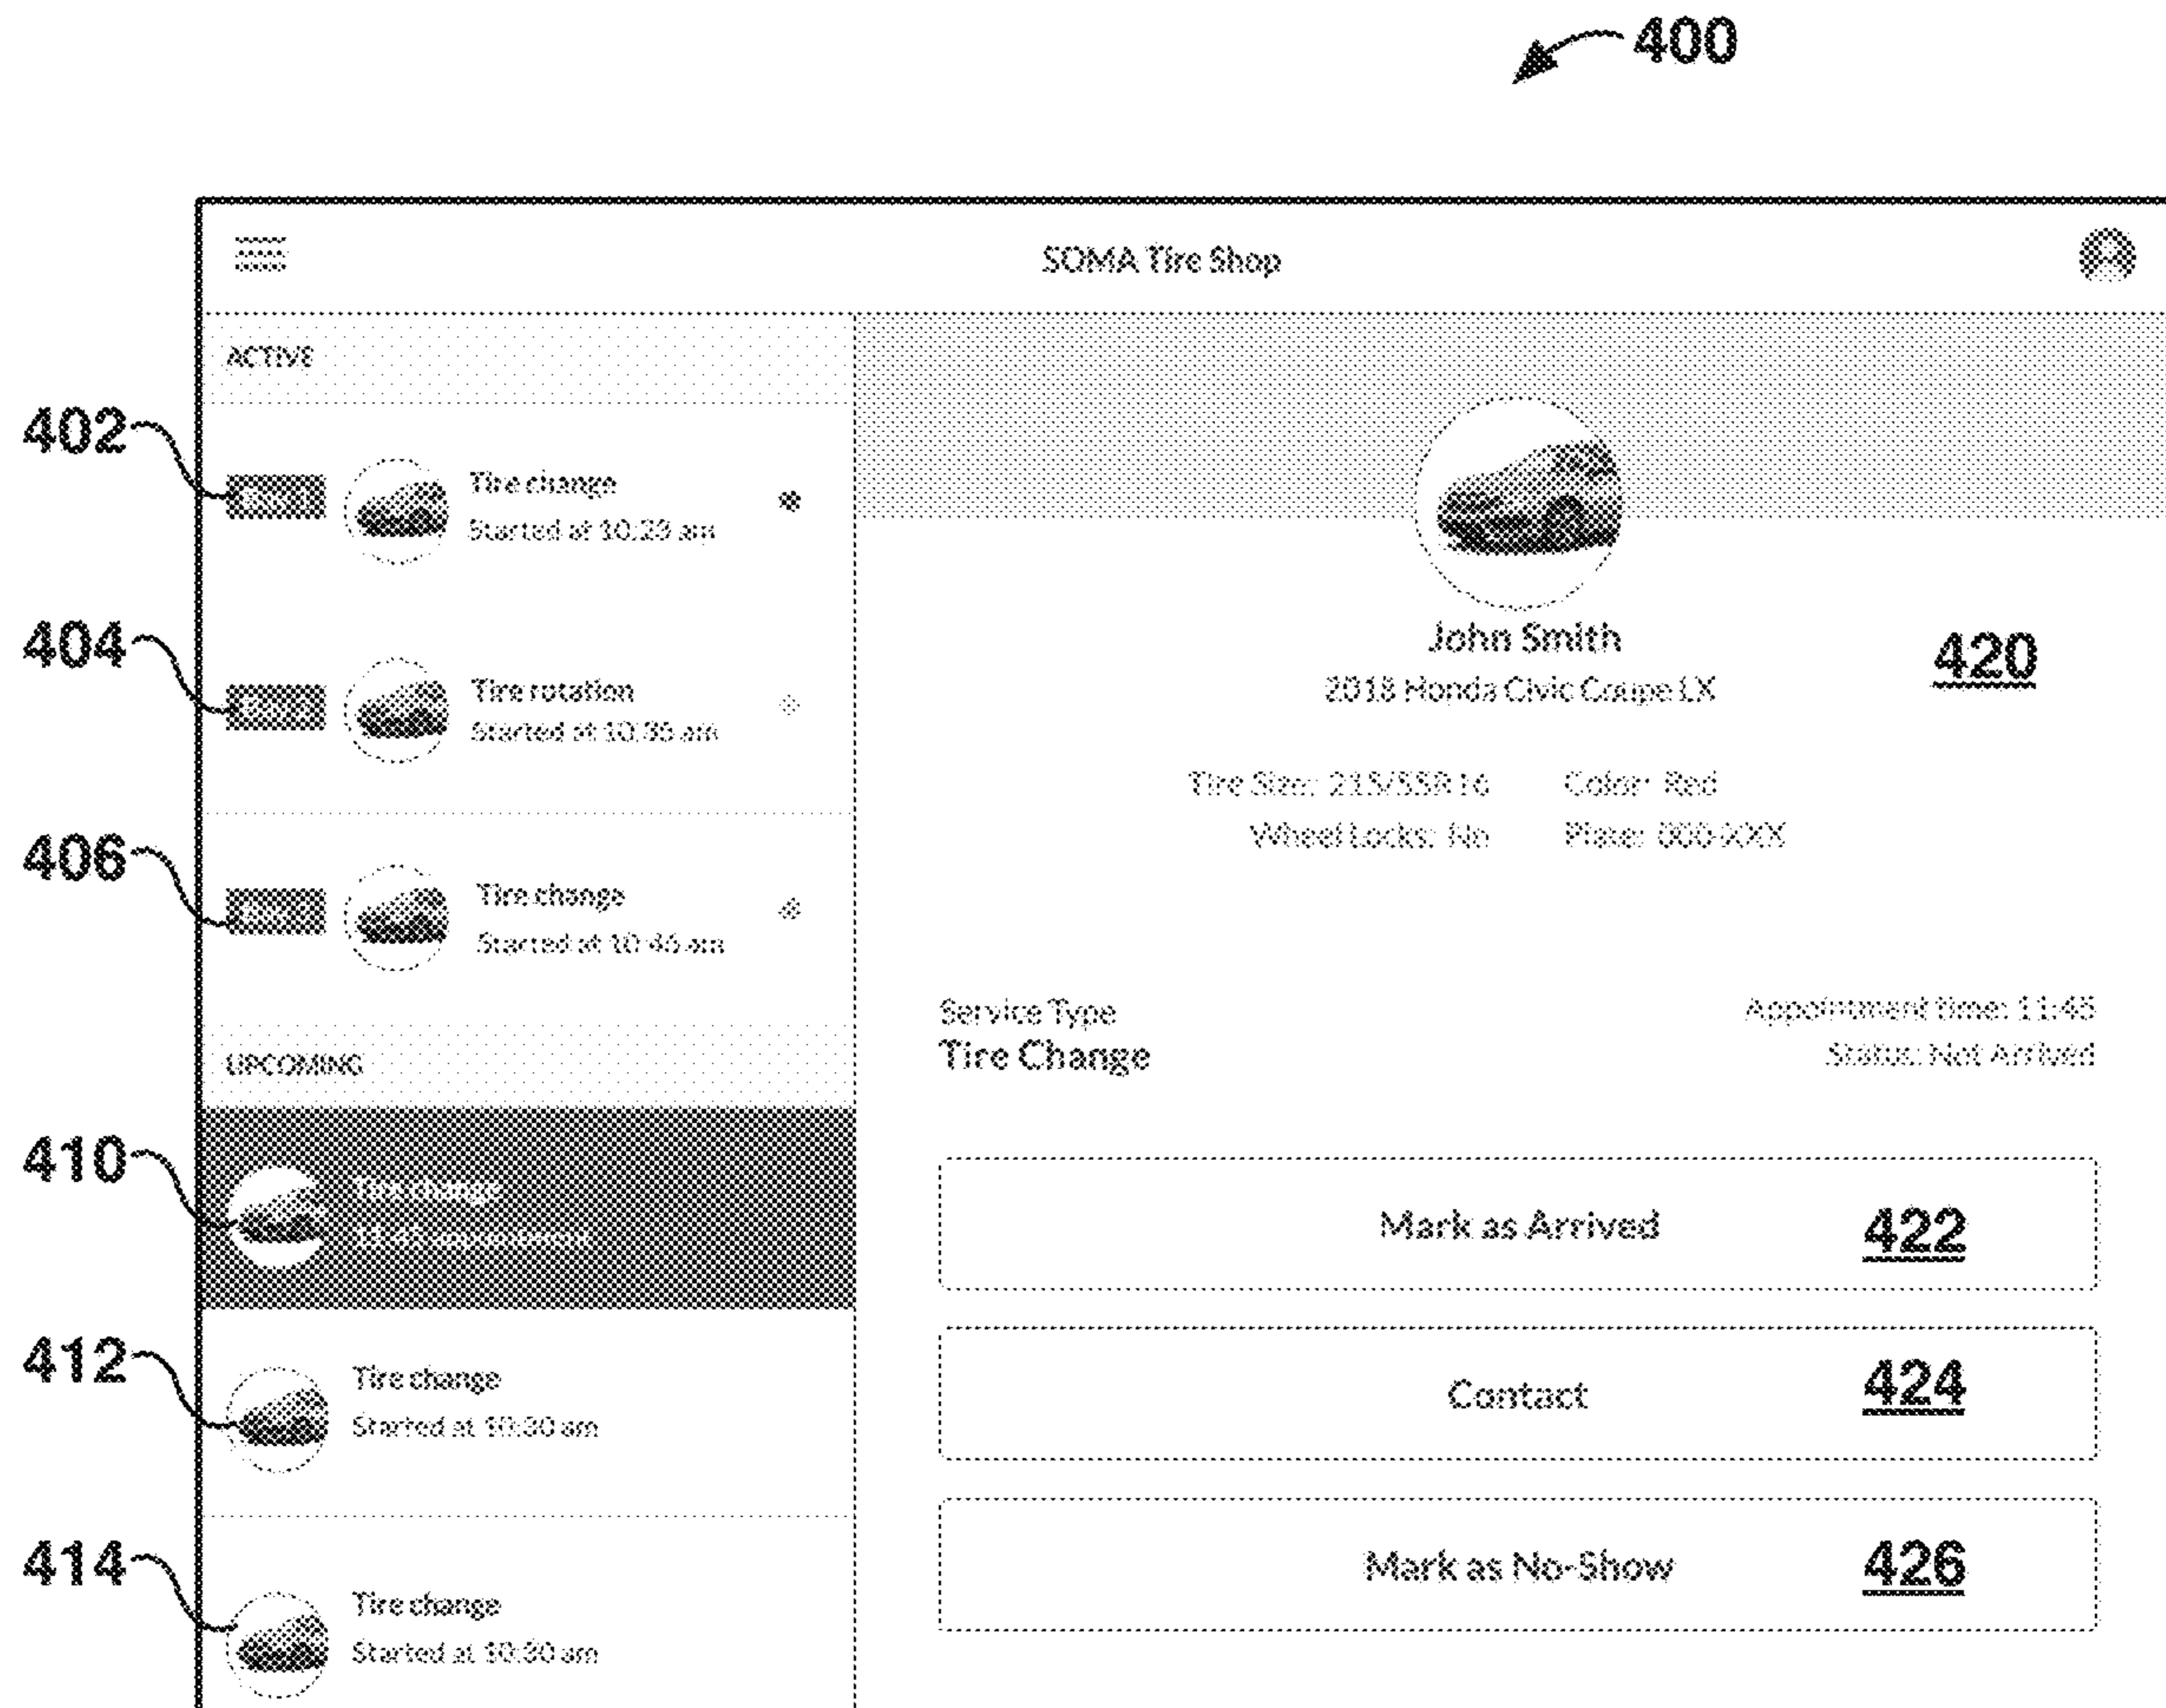 400
SOMA Tire Shop
ACTIVE
402
Tire change
Started at 10:23 am
404
Tire rotation
Started at 10:35 am
406
Tire change
Started at 10:45 am
UPCOMING
410
Tire change
412
Tire change
Started at 10:30 am
414
Tire change
Started at 10:30 am
John Smith
420
2018 Honda Civic Coupe LX
Tire Size: 215/55R16 Color: Red
Wheel Locks: No Plate: 000-XXX
Service Type
Tire Change
Appointment time: 11:45
Status: Not Arrived
Mark as Arrived 422
Contact 424
Mark as No-Show 426